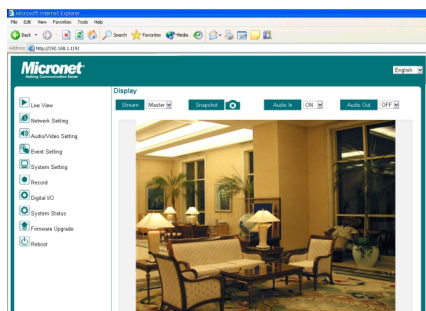 Microsoft Internet Explorer
File Edit View Favorites Tools Help
Back Search Favorites Media
Address http://192.168.1.119/
Micronet
Making Communication Easier
English
Display
Stream Master Snapshot Audio In ON Audio Out OFF
Live View
Network Setting
Audio/Video Setting
Event Setting
System Setting
Record
Digital I/O
System Status
Firmware Upgrade
Reboot